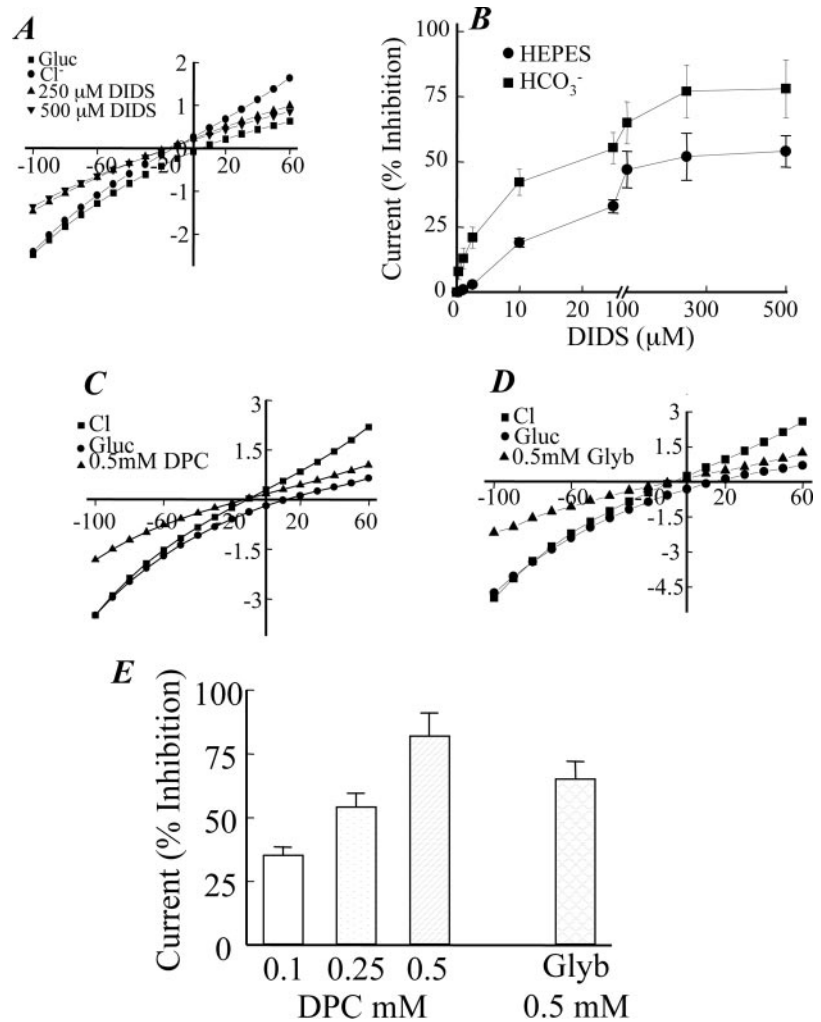 A
Gluc
Cl-
250 μM DIDS
500 μM DIDS
2
1
-100 -60 -20 20 60
-1
-2
B
HEPES
HCO3-
Current (% Inhibition)
100
75
50
25
0
0 10 20 100 300 500
DIDS (μM)
C
Cl
Gluc
0.5mM DPC
3
1.5
-100 -60 20 60
-1.5
-3
D
Cl
Gluc
0.5mM Glyb
3
1.5
-100 -60 -20 20 60
-1.5
-3
-4.5
E
Current (% Inhibition)
100
75
50
25
0
0.1 0.25 0.5 Glyb
DPC mM 0.5 mM